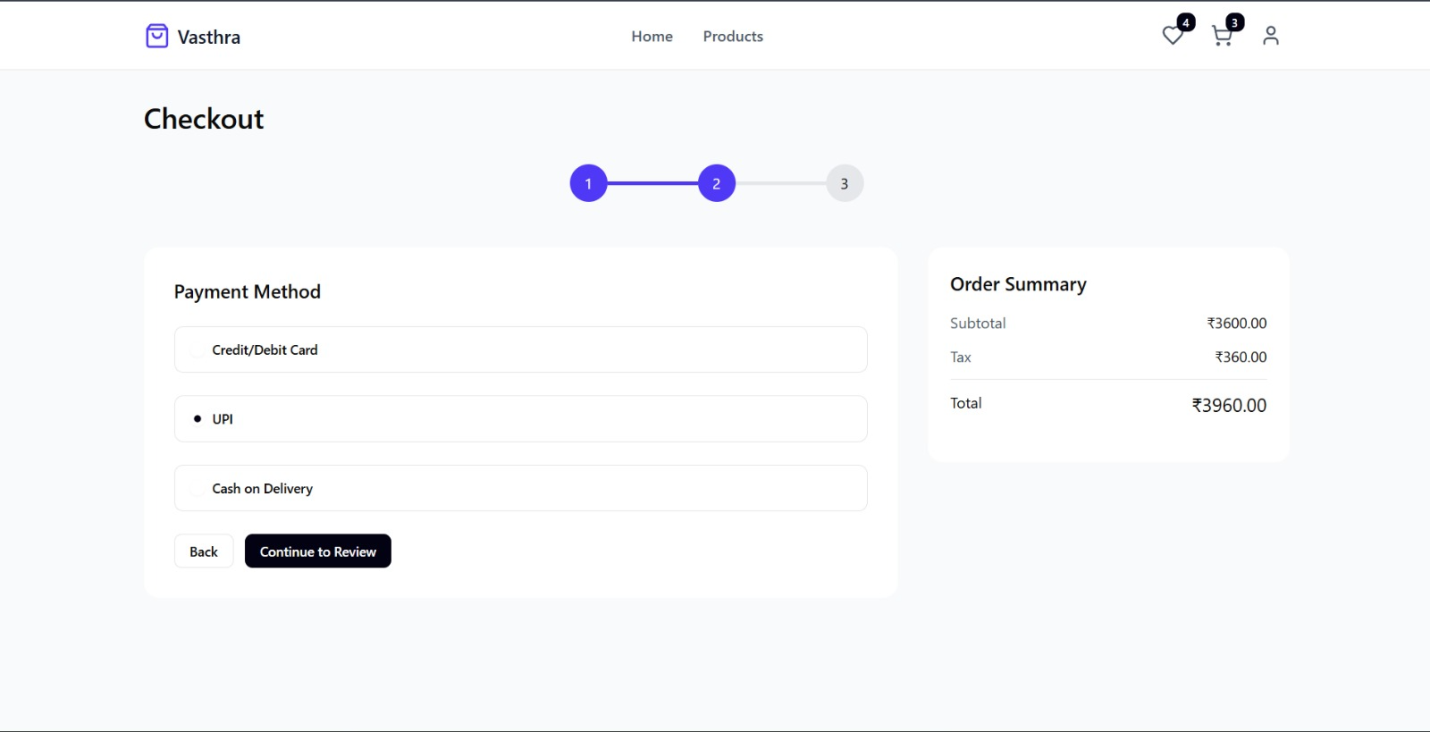 Vasthra
Home Products
4
3
Checkout
1 2 3
Payment Method
Credit/Debit Card
UPI
Cash on Delivery
Back Continue to Review
Order Summary
Subtotal ₹3600.00
Tax ₹360.00
Total ₹3960.00